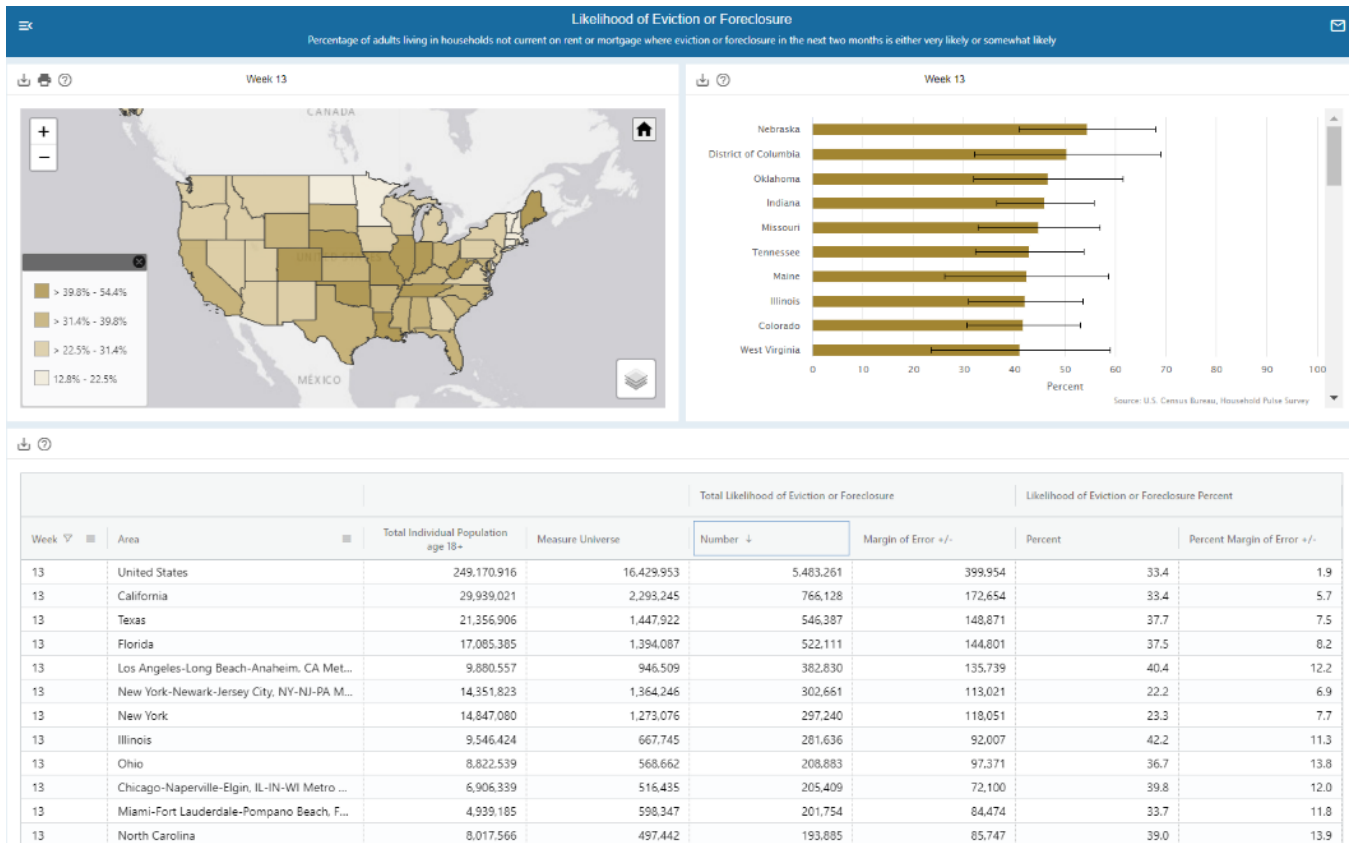 Likelihood of Eviction or Foreclosure
Percentage of adults living in households not current on rent or mortgage where eviction or foreclosure in the next two months is either very likely or somewhat likely
Week 13
CANADA
UNITED STATES
MÉXICO
+
−
> 39.8% - 54.4%
> 31.4% - 39.8%
> 22.5% - 31.4%
12.8% - 22.5%
Week 13
Nebraska
District of Columbia
Oklahoma
Indiana
Missouri
Tennessee
Maine
Illinois
Colorado
West Virginia
0 10 20 30 40 50 60 70 80 90 100
Percent
Source: U.S. Census Bureau, Household Pulse Survey
Total Likelihood of Eviction or Foreclosure Likelihood of Eviction or Foreclosure Percent
Week Area Total Individual Population age 18+ Measure Universe Number ↓ Margin of Error +/- Percent Percent Margin of Error +/-
13 United States 249,170,916 16,429,953 5,483,261 399,954 33.4 1.9
13 California 29,939,021 2,293,245 766,128 172,654 33.4 5.7
13 Texas 21,356,906 1,447,922 546,387 148,871 37.7 7.5
13 Florida 17,085,385 1,394,087 522,111 144,801 37.5 8.2
13 Los Angeles-Long Beach-Anaheim, CA Met... 9,880,557 946,509 382,830 135,739 40.4 12.2
13 New York-Newark-Jersey City, NY-NJ-PA M... 14,351,823 1,364,246 302,661 113,021 22.2 6.9
13 New York 14,847,080 1,273,076 297,240 118,051 23.3 7.7
13 Illinois 9,546,424 667,745 281,636 92,007 42.2 11.3
13 Ohio 8,822,539 568,662 208,883 97,371 36.7 13.8
13 Chicago-Naperville-Elgin, IL-IN-WI Metro ... 6,906,339 516,435 205,409 72,100 39.8 12.0
13 Miami-Fort Lauderdale-Pompano Beach, F... 4,939,185 598,347 201,754 84,474 33.7 11.8
13 North Carolina 8,017,566 497,442 193,885 85,747 39.0 13.9